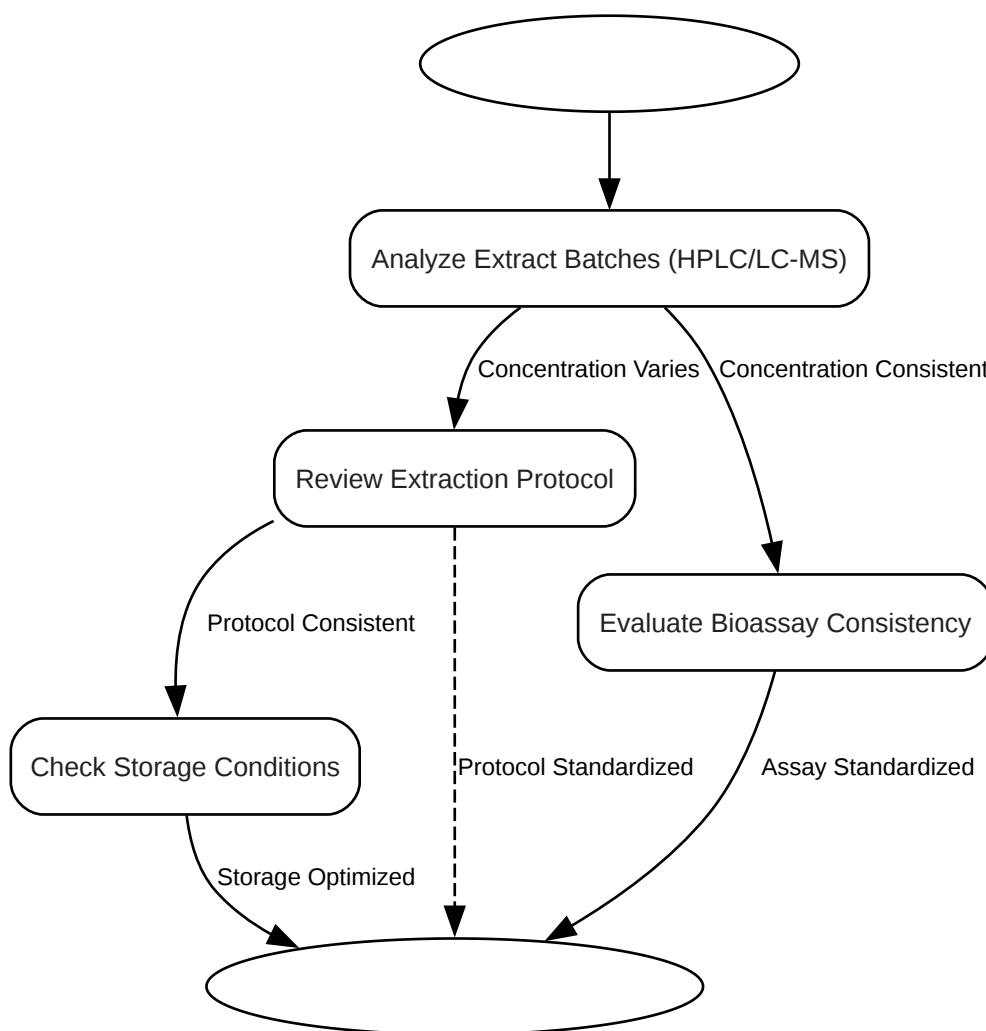 Analyze Extract Batches (HPLC/LC-MS)
Concentration Varies
Concentration Consistent
Review Extraction Protocol
Evaluate Bioassay Consistency
Protocol Consistent
Check Storage Conditions
Protocol Standardized
Assay Standardized
Storage Optimized